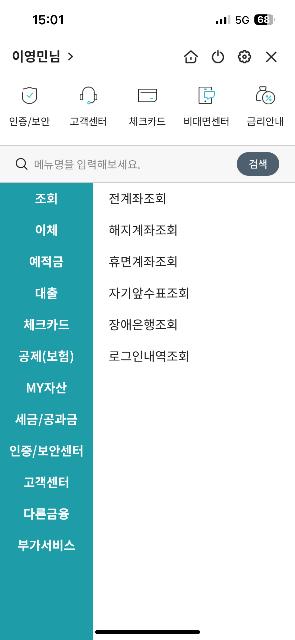 15:01
5G
68
이영민님 >
인증/보안
고객센터
체크카드
비대면센터
금리안내
메뉴명을 입력해보세요.
검색
조회
전계좌조회
이체
해지계좌조회
예적금
휴면계좌조회
대출
자기앞수표조회
체크카드
장애은행조회
공제(보험)
로그인내역조회
MY자산
세금/공과금
인증/보안센터
고객센터
다른금융
부가서비스